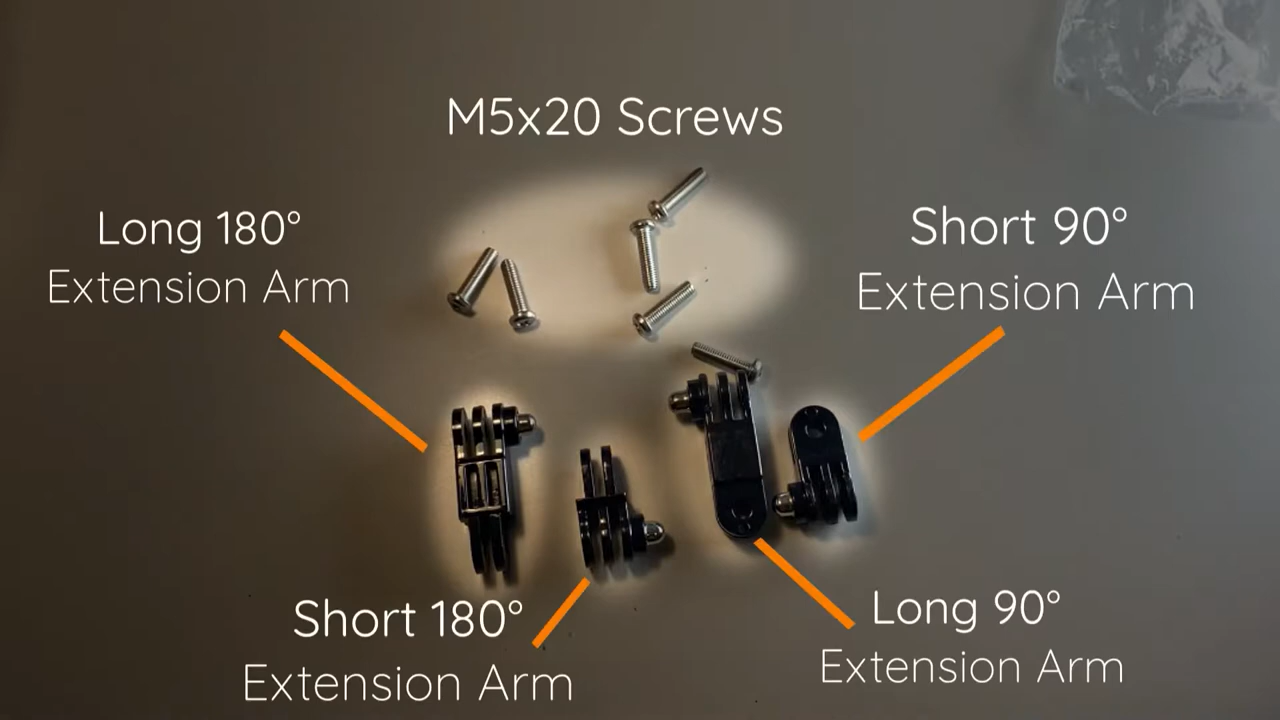 M5x20 Screws
Long 180°
Extension Arm
Short 90°
Extension Arm
Short 180°
Extension Arm
Long 90°
Extension Arm